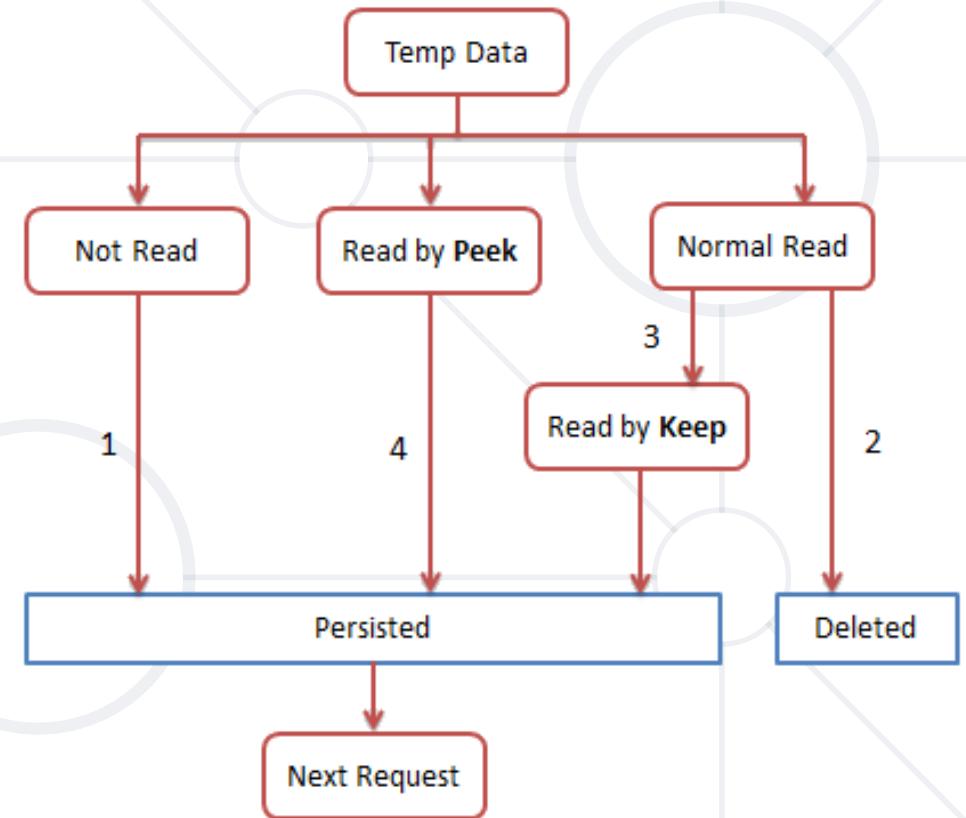 Temp Data
Not Read
Read by Peek
Normal Read
3
Read by Keep
1
4
2
Persisted
Deleted
Next Request